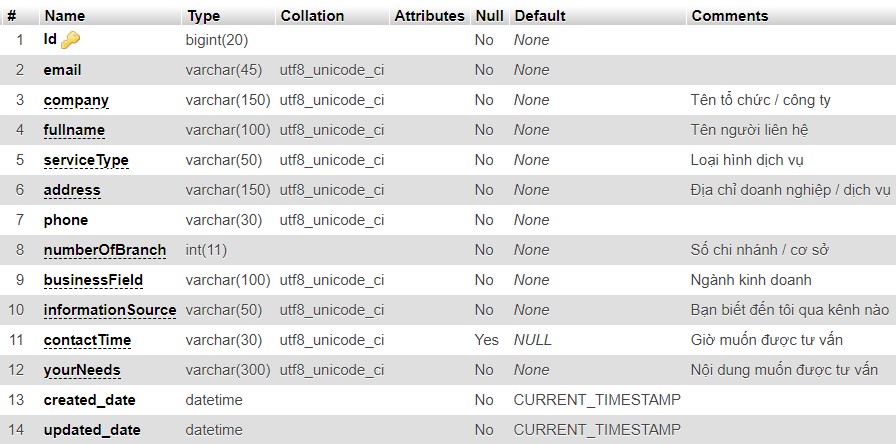 # Name Type Collation Attributes Null Default Comments
1 Id bigint(20) No None
2 email varchar(45) utf8_unicode_ci No None
3 company varchar(150) utf8_unicode_ci No None Tên tổ chức / công ty
4 fullname varchar(100) utf8_unicode_ci No None Tên người liên hệ
5 serviceType varchar(50) utf8_unicode_ci No None Loại hình dịch vụ
6 address varchar(150) utf8_unicode_ci No None Địa chỉ doanh nghiệp / dịch vụ
7 phone varchar(30) utf8_unicode_ci No None
8 numberOfBranch int(11) No None Số chi nhánh / cơ sở
9 businessField varchar(100) utf8_unicode_ci No None Ngành kinh doanh
10 informationSource varchar(50) utf8_unicode_ci No None Bạn biết đến tôi qua kênh nào
11 contactTime varchar(30) utf8_unicode_ci Yes NULL Giờ muốn được tư vấn
12 yourNeeds varchar(300) utf8_unicode_ci No None Nội dung muốn được tư vấn
13 created_date datetime No CURRENT_TIMESTAMP
14 updated_date datetime No CURRENT_TIMESTAMP